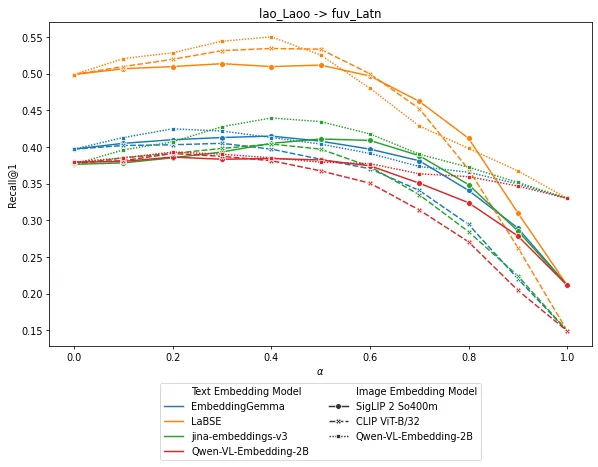 lao_Laoo -> fuv_Latn
0.55
0.50
0.45
0.40
0.35
0.30
0.25
0.20
0.15
Recall@1
0.0 0.2 0.4 0.6 0.8 1.0
α
Text Embedding Model
EmbeddingGemma
LaBSE
jina-embeddings-v3
Qwen-VL-Embedding-2B
Image Embedding Model
SigLIP 2 So400m
CLIP ViT-B/32
Qwen-VL-Embedding-2B